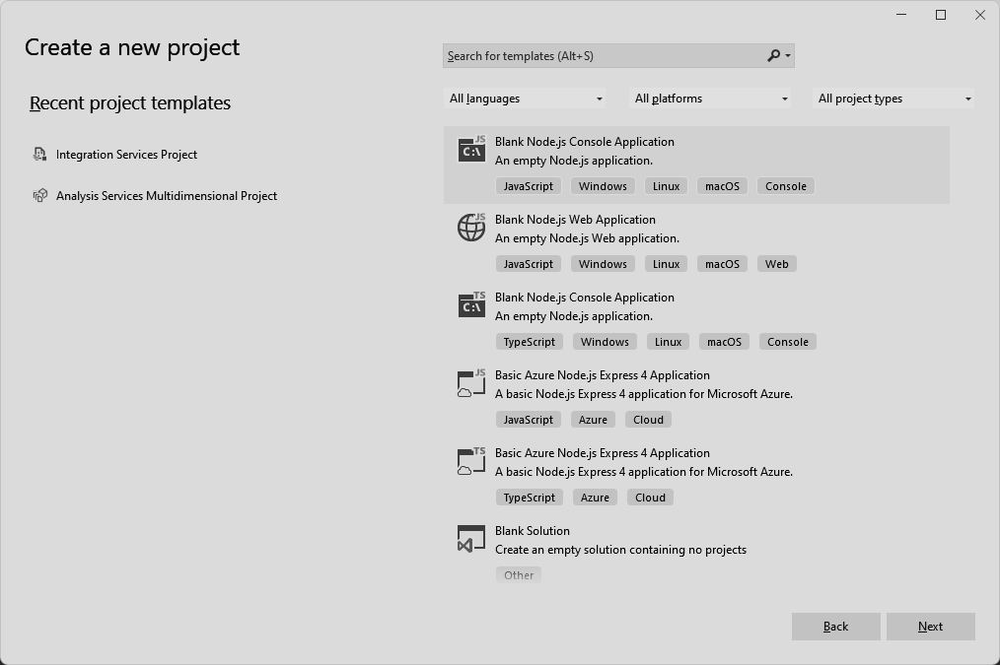 Create a new project
Search for templates (Alt+S)
Recent project templates
All languages
All platforms
All project types
Integration Services Project
Analysis Services Multidimensional Project
JS
C:\
Blank Node.js Console Application
An empty Node.js application.
JavaScript Windows Linux macOS Console
JS
Blank Node.js Web Application
An empty Node.js Web application.
JavaScript Windows Linux macOS Web
TS
C:\
Blank Node.js Console Application
An empty Node.js application.
TypeScript Windows Linux macOS Console
JS
Basic Azure Node.js Express 4 Application
A basic Node.js Express 4 application for Microsoft Azure.
JavaScript Azure Cloud
TS
Basic Azure Node.js Express 4 Application
A basic Node.js Express 4 application for Microsoft Azure.
TypeScript Azure Cloud
Blank Solution
Create an empty solution containing no projects
Other
Back
Next